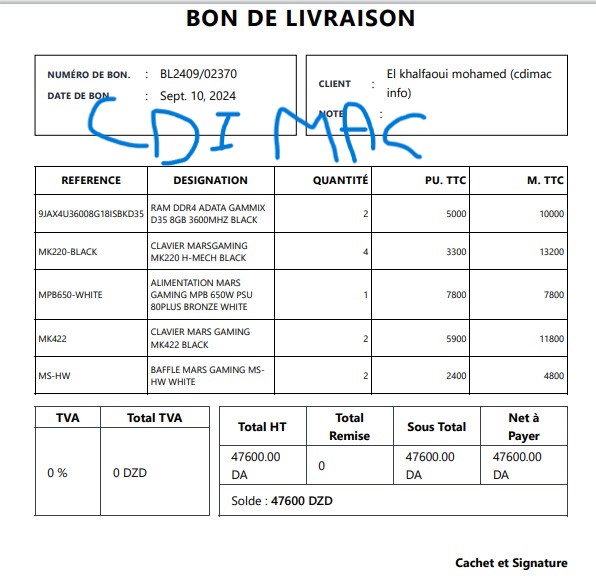 BON DE LIVRAISON
NUMÉRO DE BON. : BL2409/02370
DATE DE BON : Sept. 10, 2024
CLIENT : El khalfaoui mohamed (cdimac
info)
NOTE :
CDI MAC
REFERENCE DESIGNATION QUANTITÉ PU. TTC M. TTC
9JAX4U36008G18ISBKD35 RAM DDR4 ADATA GAMMIX
D35 8GB 3600MHZ BLACK 2 5000 10000
MK220-BLACK CLAVIER MARSGAMING
MK220 H-MECH BLACK 4 3300 13200
MPB650-WHITE ALIMENTATION MARS
GAMING MPB 650W PSU
80PLUS BRONZE WHITE 1 7800 7800
MK422 CLAVIER MARS GAMING
MK422 BLACK 2 5900 11800
MS-HW BAFFLE MARS GAMING MS-
HW WHITE 2 2400 4800
TVA Total TVA
0 % 0 DZD
Total HT Total
Remise Sous Total Net à
Payer
47600.00
DA 0 47600.00
DA 47600.00
DA
Solde : 47600 DZD
Cachet et Signature